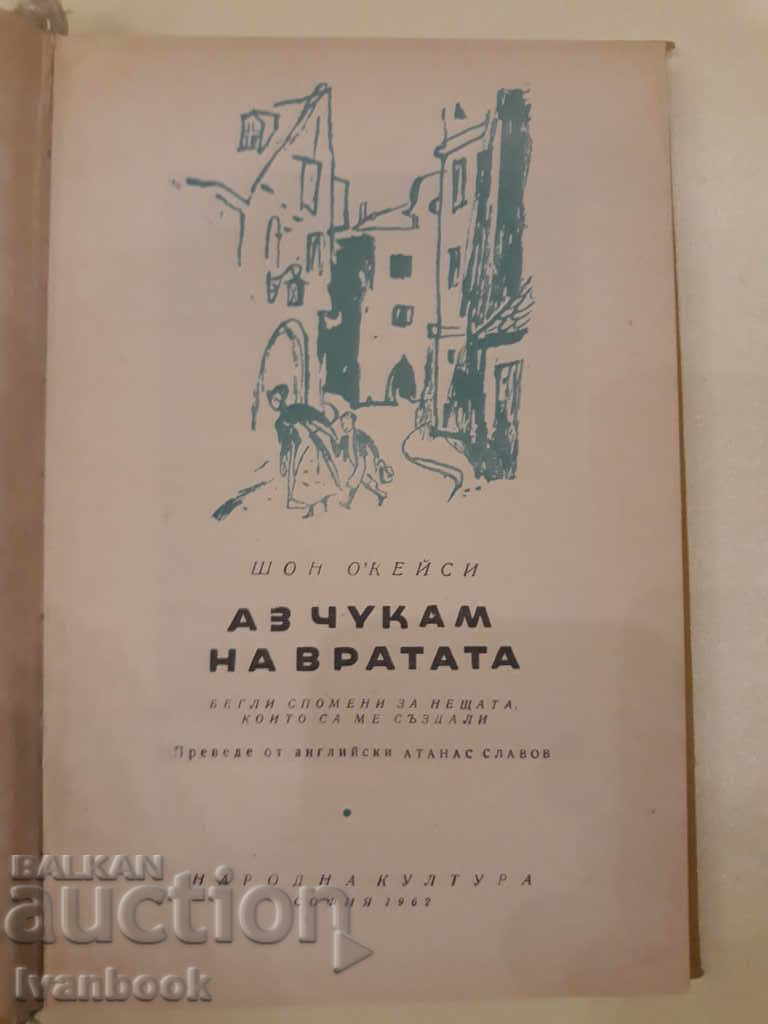 ШОН О'КЕЙСИ
АЗ ЧУКАМ
НА ВРАТАТА
БЕГЛИ СПОМЕНИ ЗА НЕЩАТА,
КОИТО СА МЕ СЪЗДАЛИ
Преведе от английски АТАНАС СЛАВОВ
НАРОДНА КУЛТУРА
СОФИЯ 1962
BALKAN
auction
Ivanbook